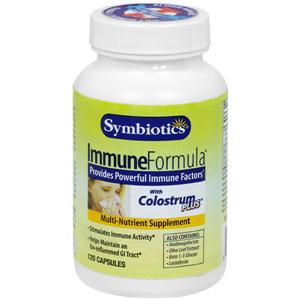 Symbiotics®
ImmuneFormula*
Provides Powerful Immune Factors*
With
Colostrum
PLUS®
Multi-Nutrient Supplement
• Stimulates Immune Activity*
• Helps Maintain an
Un-inflamed GI Tract*
120 CAPSULES
ALSO CONTAINS:
• Arabinogalactan
• Olive Leaf Extract
• Beta 1-3 Glucan
• Lactoferrin